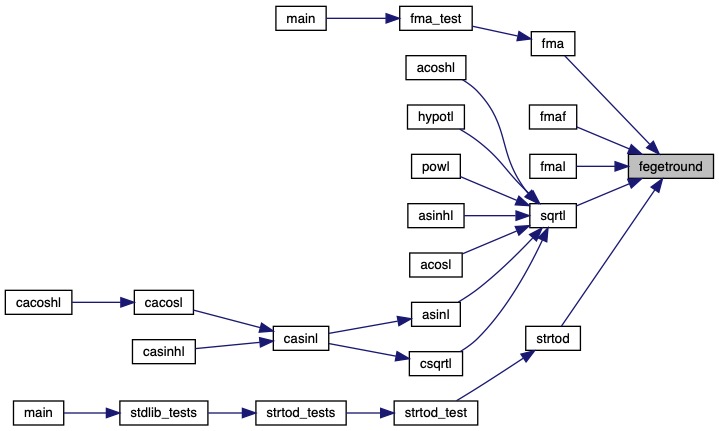 main
fma_test
fma
acoshl
hypotl
fmaf
powl
fmal
fegetround
asinhl
sqrtl
acosl
cacoshl
cacosl
asinl
casinl
strtod
casinhl
csqrtl
main
stdlib_tests
strtod_tests
strtod_test